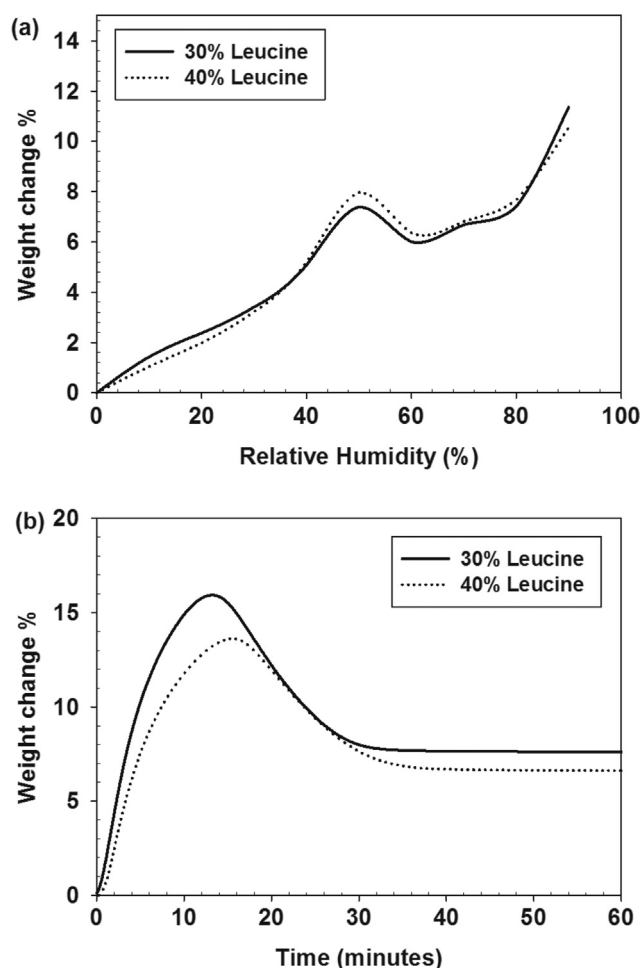 (a)
14
12
10
8
6
4
2
0
Weight change %
30% Leucine
40% Leucine
0 20 40 60 80 100
Relative Humidity (%)
(b)
20
15
10
5
0
Weight change %
30% Leucine
40% Leucine
0 10 20 30 40 50 60
Time (minutes)